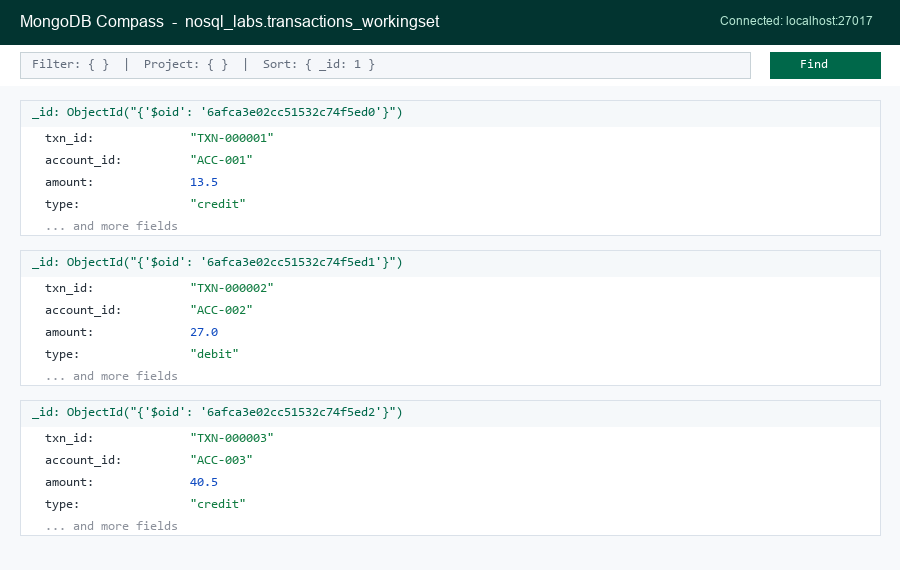 MongoDB Compass - nosql_labs.transactions_workingset
Connected: localhost:27017
Filter: { } | Project: { } | Sort: { _id: 1 }
Find
_id: ObjectId("{'$oid': '6afca3e02cc51532c74f5ed0'}")
txn_id: "TXN-000001"
account_id: "ACC-001"
amount: 13.5
type: "credit"
... and more fields
_id: ObjectId("{'$oid': '6afca3e02cc51532c74f5ed1'}")
txn_id: "TXN-000002"
account_id: "ACC-002"
amount: 27.0
type: "debit"
... and more fields
_id: ObjectId("{'$oid': '6afca3e02cc51532c74f5ed2'}")
txn_id: "TXN-000003"
account_id: "ACC-003"
amount: 40.5
type: "credit"
... and more fields